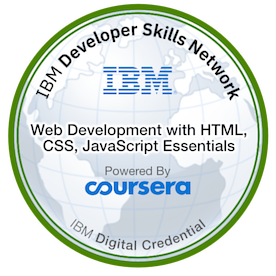 IBM Developer Skills Network
IBM
Web Development with HTML,
CSS, JavaScript Essentials
Powered By
coursera
IBM Digital Credential